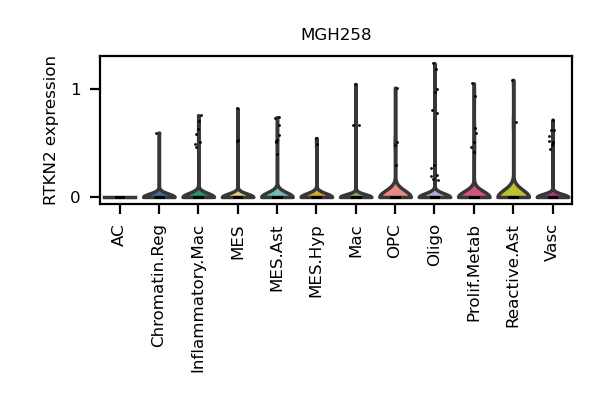 MGH258
RTKN2 expression
1
0
AC
Chromatin.Reg
Inflammatory.Mac
MES
MES.Ast
MES.Hyp
Mac
OPC
Oligo
Prolif.Metab
Reactive.Ast
Vasc